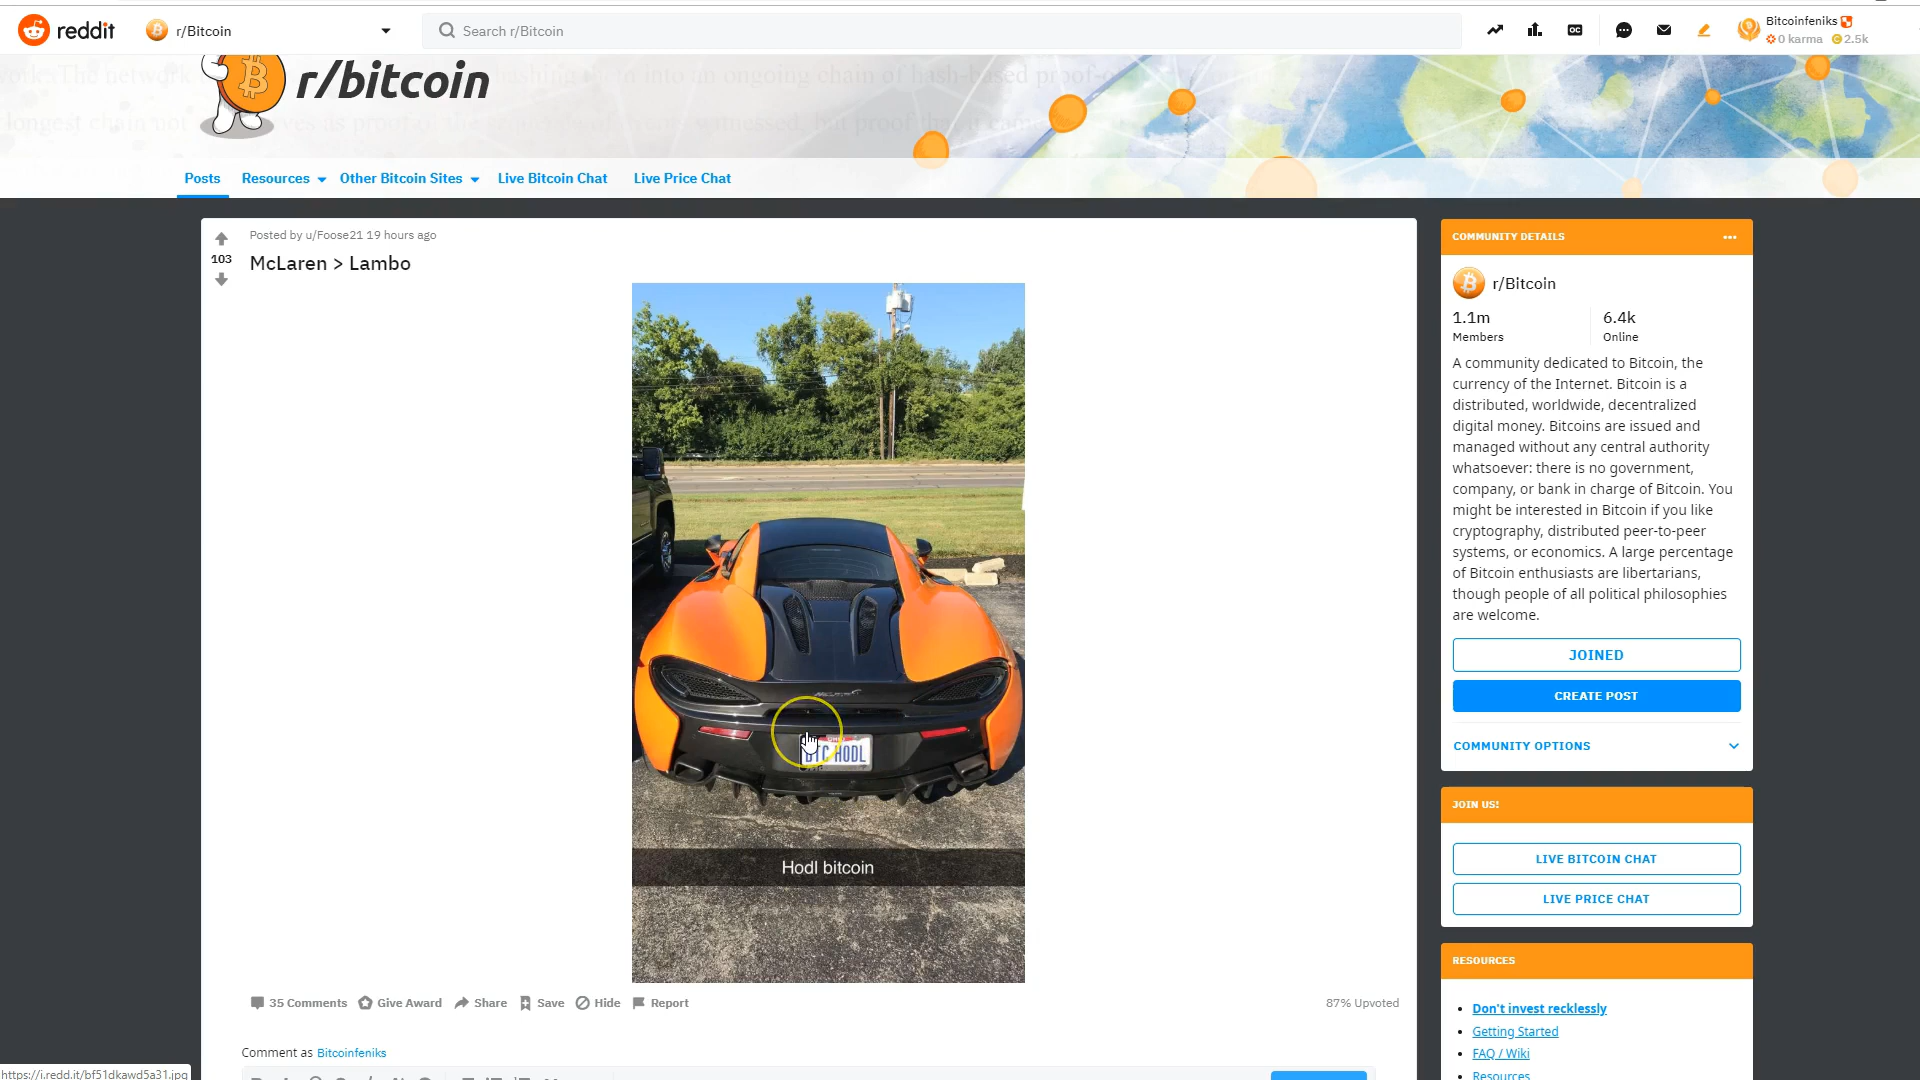 reddit
r/Bitcoin
Search r/Bitcoin
Bitcoinfeniks
0 karma 2.5k
r/bitcoin
Posts Resources Other Bitcoin Sites Live Bitcoin Chat Live Price Chat
Posted by u/Foose21 19 hours ago
103
McLaren > Lambo
BTC HODL
Hodl bitcoin
35 Comments Give Award Share Save Hide Report
87% Upvoted
Comment as Bitcoinfeniks
COMMUNITY DETAILS
r/Bitcoin
1.1m
Members
6.4k
Online
A community dedicated to Bitcoin, the
currency of the Internet. Bitcoin is a
distributed, worldwide, decentralized
digital money. Bitcoins are issued and
managed without any central authority
whatsoever: there is no government,
company, or bank in charge of Bitcoin. You
might be interested in Bitcoin if you like
cryptography, distributed peer-to-peer
systems, or economics. A large percentage
of Bitcoin enthusiasts are libertarians,
though people of all political philosophies
are welcome.
JOINED
CREATE POST
COMMUNITY OPTIONS
JOIN US!
LIVE BITCOIN CHAT
LIVE PRICE CHAT
RESOURCES
Don't invest recklessly
Getting Started
FAQ / Wiki
Resources
https://i.redd.it/bf51dkawd5a31.jpg